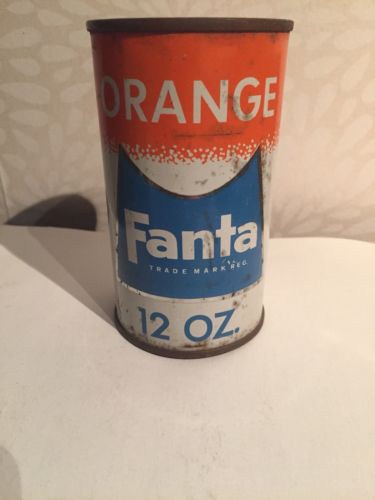 ORANGE
Fanta
TRADE MARK REG.
12 OZ.